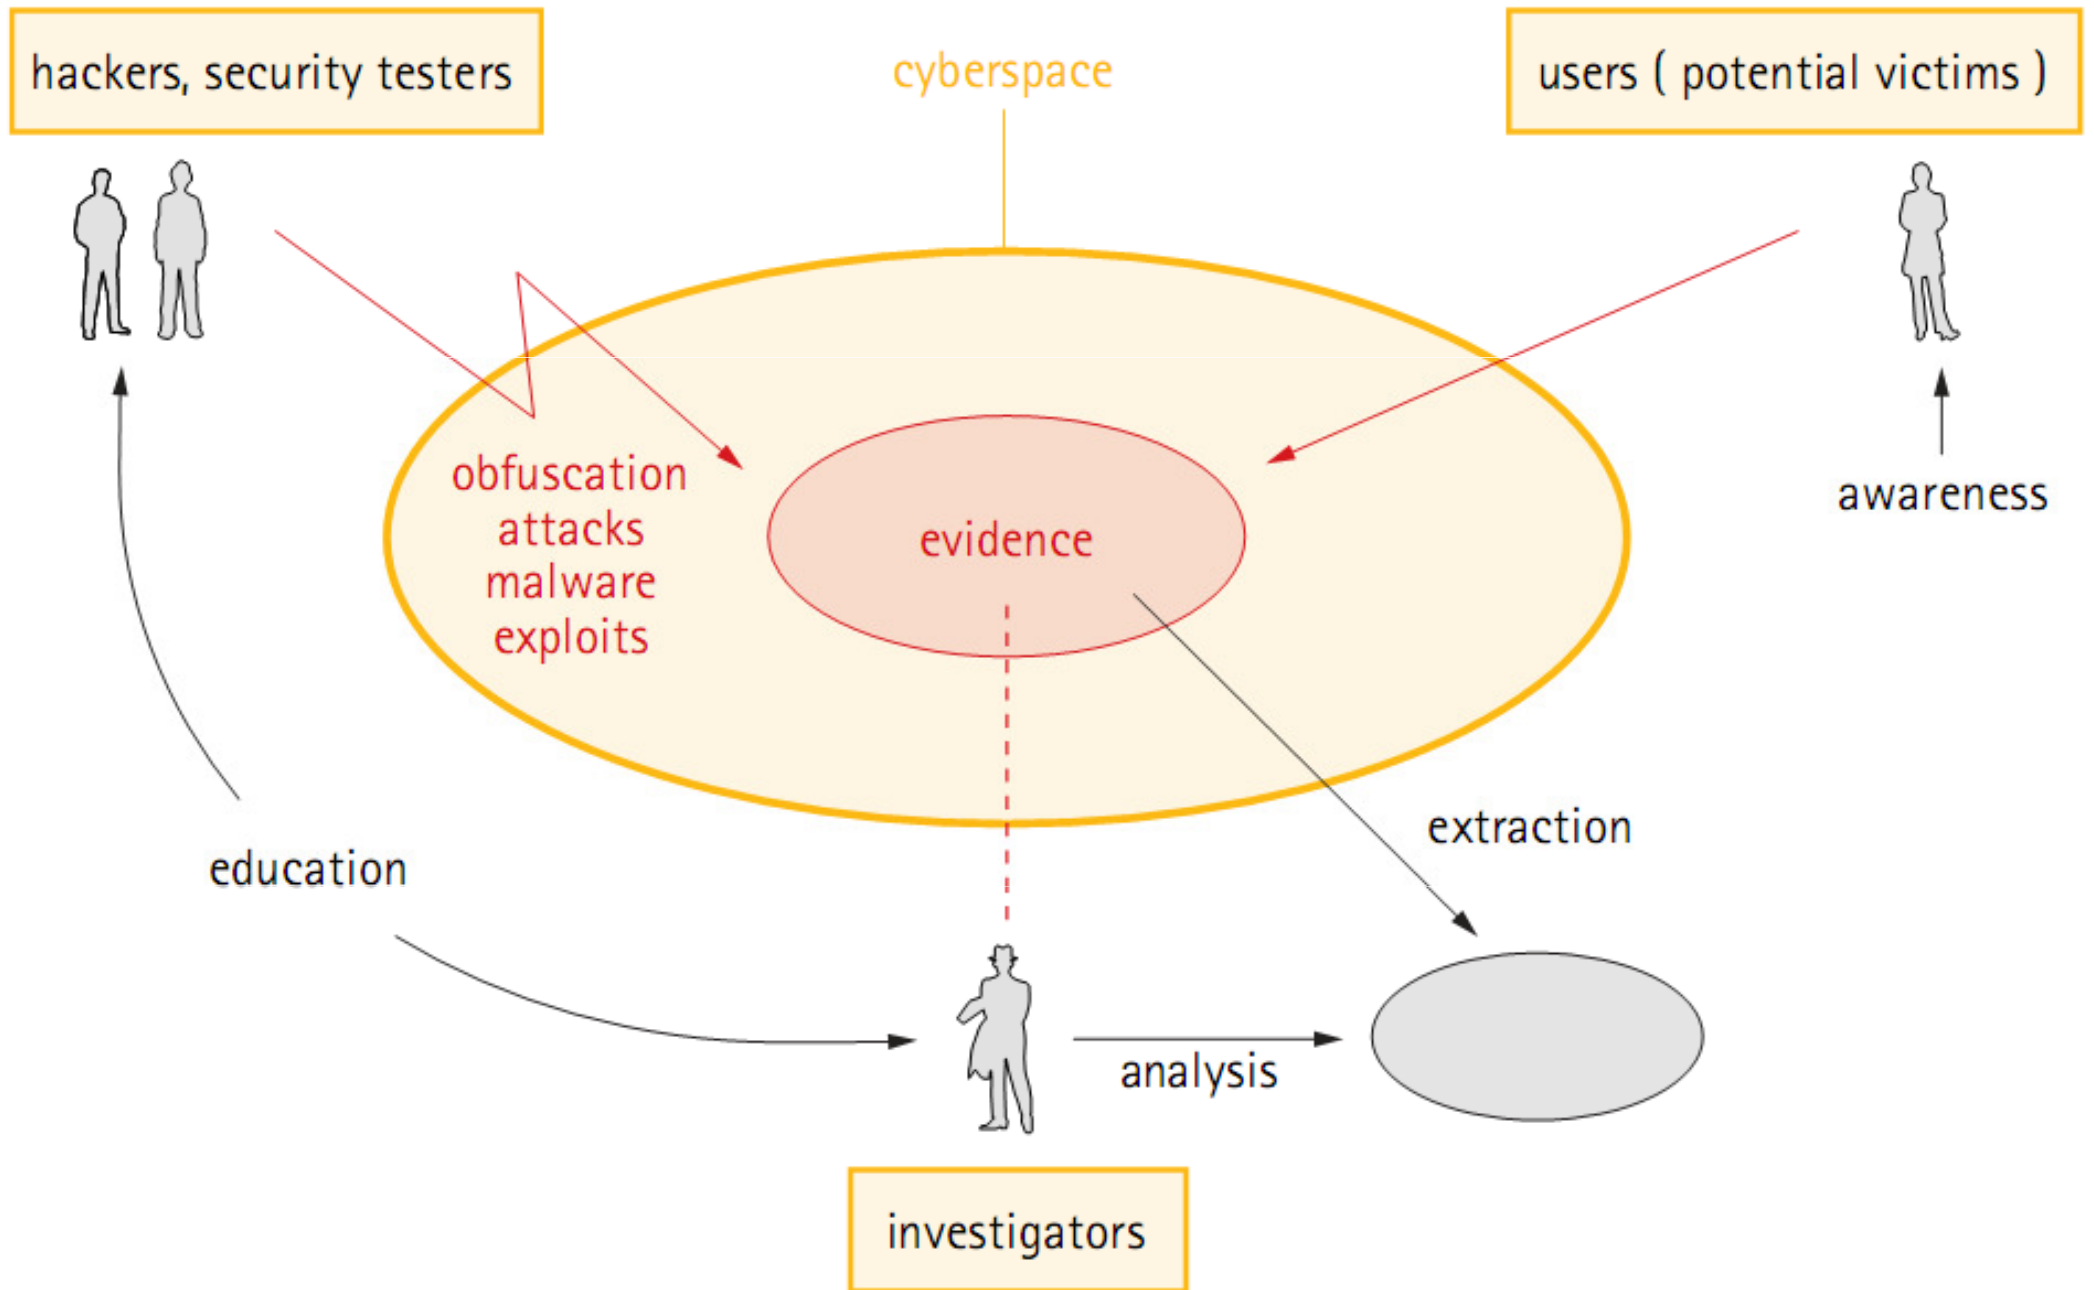 hackers, security testers
cyberspace
users ( potential victims )
obfuscation
attacks
malware
exploits
evidence
awareness
education
extraction
analysis
investigators